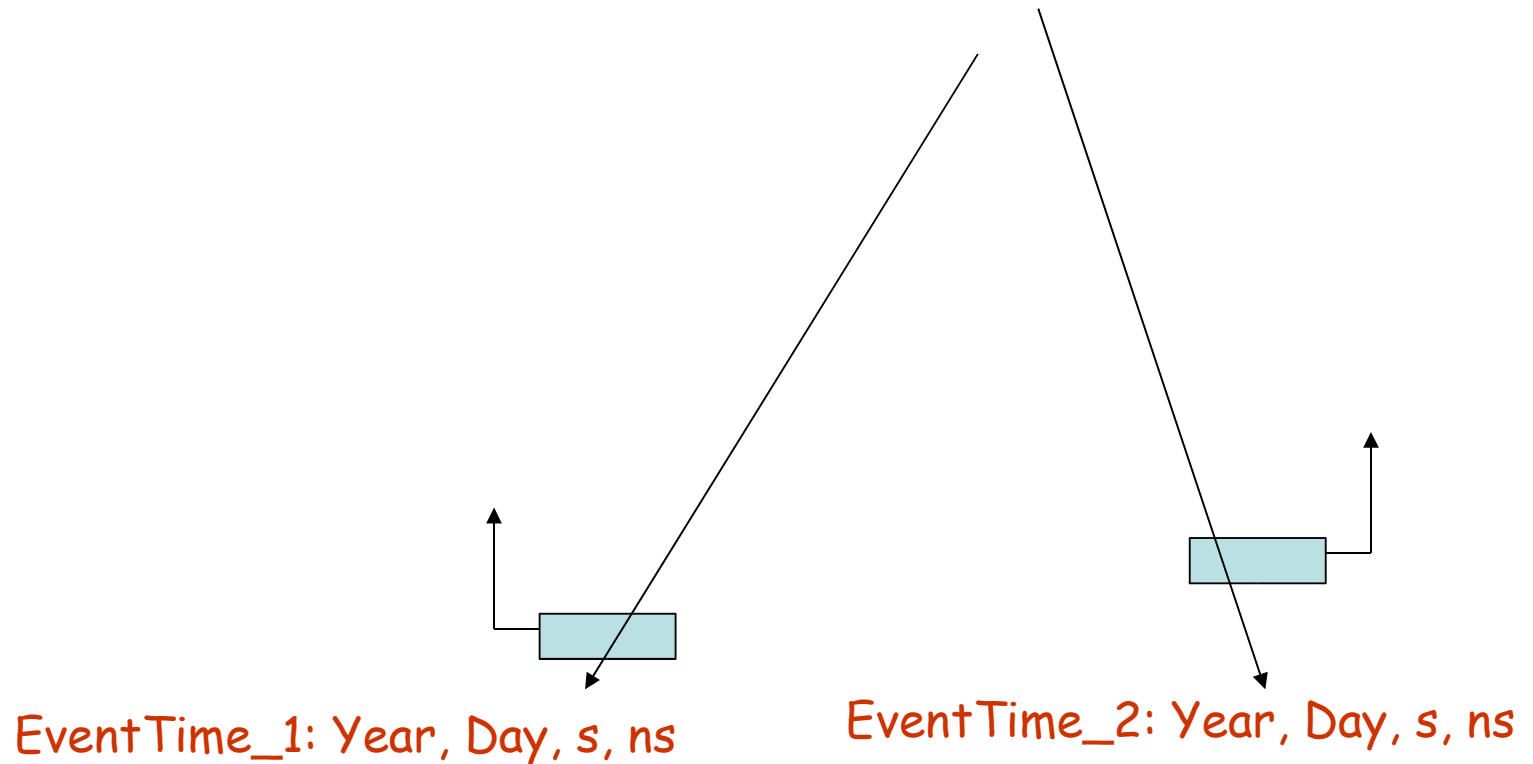 EventTime_1: Year, Day, s, ns
EventTime_2: Year, Day, s, ns